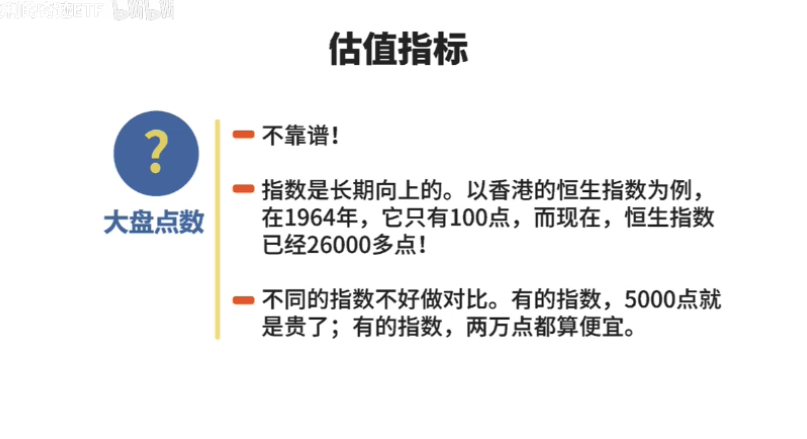 估值指标
?
大盘点数
不靠谱！
指数是长期向上的。以香港的恒生指数为例，
在1964年，它只有100点，而现在，恒生指数
已经26000多点！
不同的指数不好做对比。有的指数，5000点就
是贵了；有的指数，两万点都算便宜。